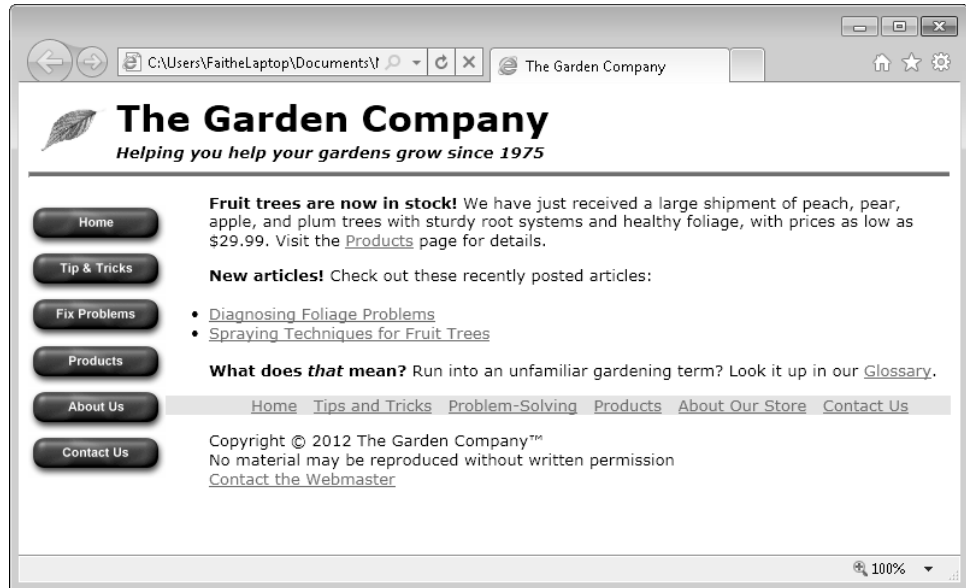 C:\Users\FaitheLaptop\Documents\
The Garden Company
The Garden Company
Helping you help your gardens grow since 1975
Home
Tip & Tricks
Fix Problems
Products
About Us
Contact Us
Fruit trees are now in stock! We have just received a large shipment of peach, pear,
apple, and plum trees with sturdy root systems and healthy foliage, with prices as low as
$29.99. Visit the Products page for details.
New articles! Check out these recently posted articles:
• Diagnosing Foliage Problems
• Spraying Techniques for Fruit Trees
What does that mean? Run into an unfamiliar gardening term? Look it up in our Glossary.
Home Tips and Tricks Problem-Solving Products About Our Store Contact Us
Copyright © 2012 The Garden Company™
No material may be reproduced without written permission
Contact the Webmaster
100%